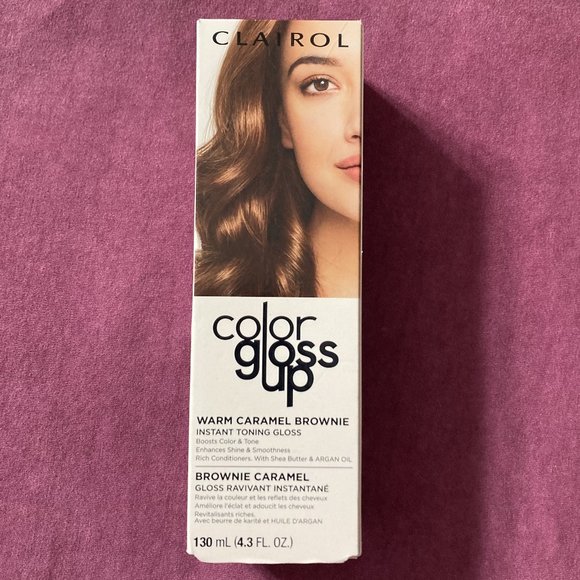 CLAIROL
color
gloss
up
WARM CARAMEL BROWNIE
INSTANT TONING GLOSS
Boosts Color & Tone
Enhances Shine & Smoothness
Rich Conditioners. With Shea Butter & ARGAN OIL
BROWNIE CARAMEL
GLOSS RAVIVANT INSTANTANÉ
Ravive la couleur et les reflets des cheveux
Améliore l'éclat et adoucit les cheveux
Revitalisants riches.
Avec beurre de karité et HUILE D'ARGAN
130 mL (4.3 FL. OZ.)